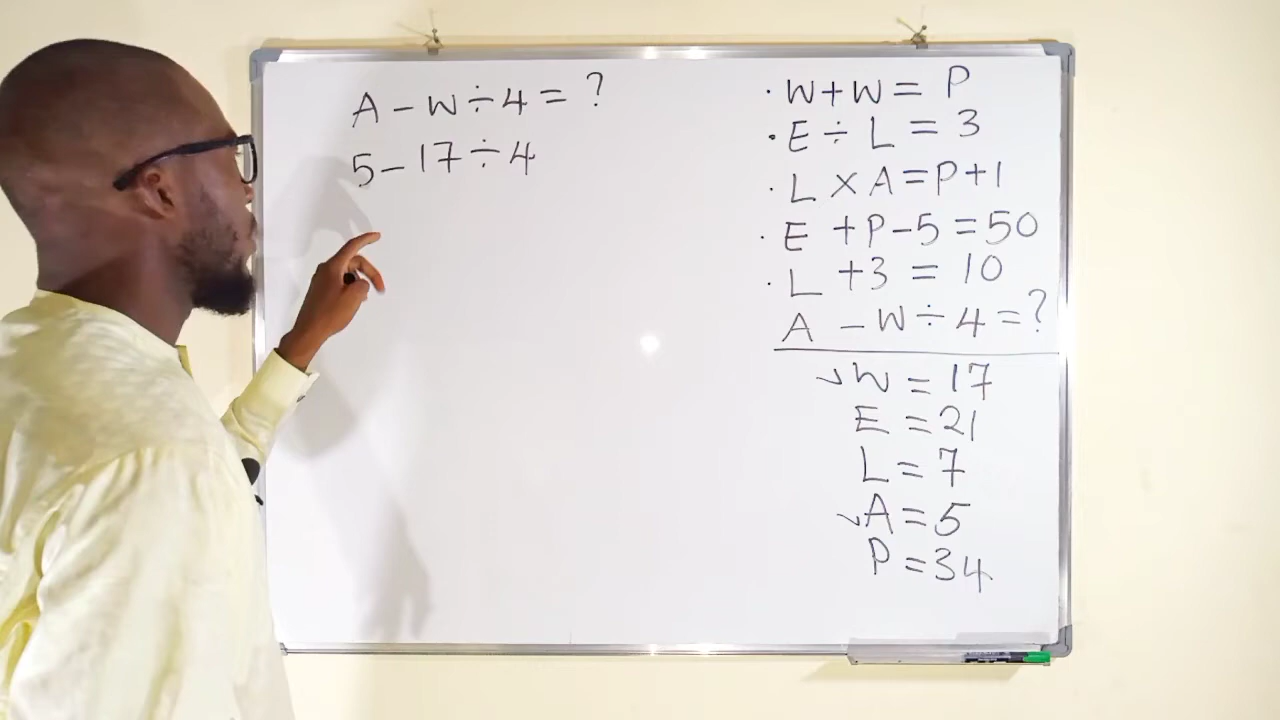 A - W ÷ 4 = ?
5 - 17 ÷ 4
· W + W = P
· E ÷ L = 3
· L × A = P + 1
· E + P - 5 = 50
· L + 3 = 10
A - W ÷ 4 = ?
✓ W = 17
E = 21
L = 7
✓ A = 5
P = 34